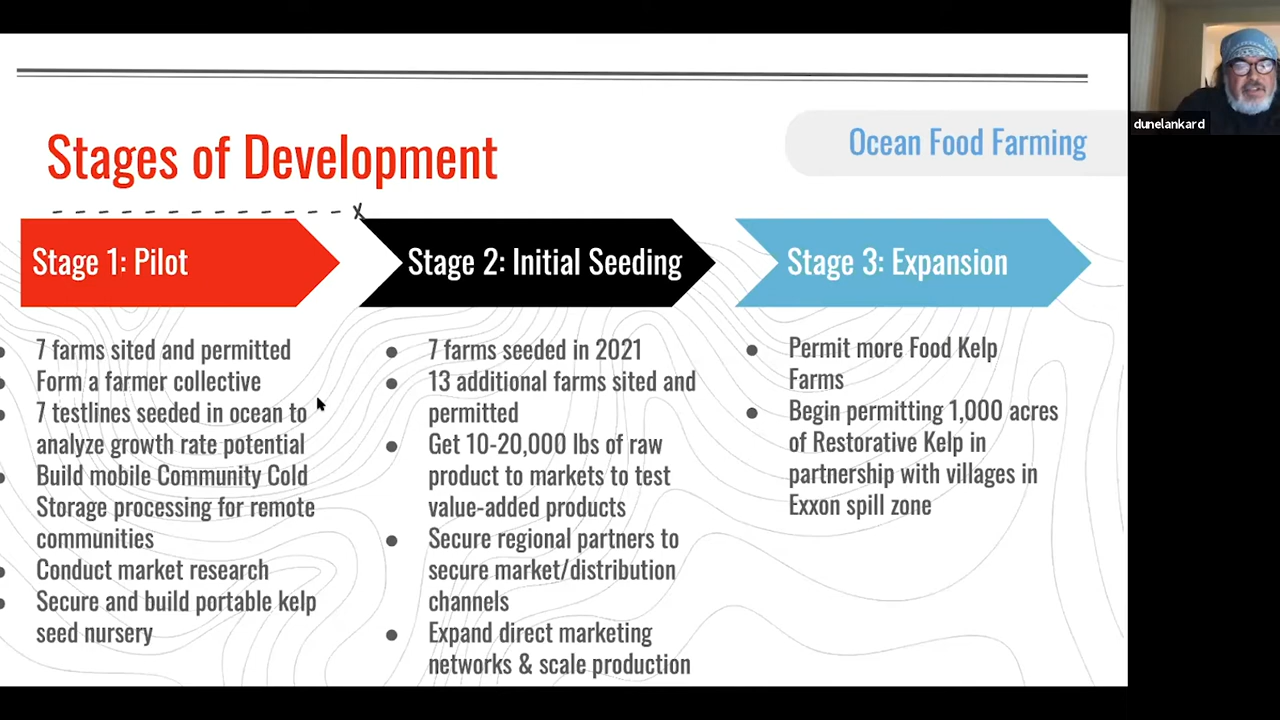 dunelankard
Stages of Development
Ocean Food Farming
Stage 1: Pilot
7 farms sited and permitted
Form a farmer collective
7 testlines seeded in ocean to
analyze growth rate potential
Build mobile Community Cold
Storage processing for remote
communities
Conduct market research
Secure and build portable kelp
seed nursery
Stage 2: Initial Seeding
7 farms seeded in 2021
13 additional farms sited and
permitted
Get 10-20,000 lbs of raw
product to markets to test
value-added products
Secure regional partners to
secure market/distribution
channels
Expand direct marketing
networks & scale production
Stage 3: Expansion
Permit more Food Kelp
Farms
Begin permitting 1,000 acres
of Restorative Kelp in
partnership with villages in
Exxon spill zone